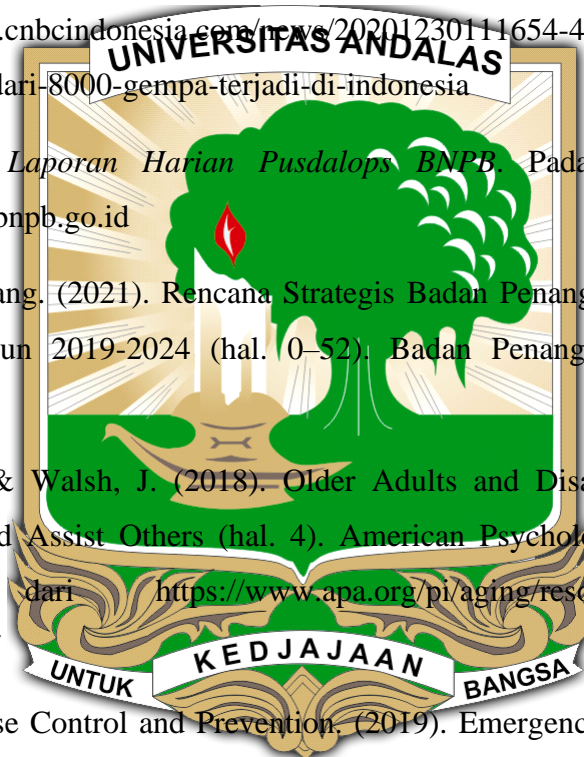 .cnbcindonesia.com/news/20201230111654-4
UNIVERSITAS ANDALAS
dari-8000-gempa-terjadi-di-indonesia
Laporan Harian Pusdalops BNPB. Pada
bnpb.go.id
ang. (2021). Rencana Strategis Badan Penang
un 2019-2024 (hal. 0–52). Badan Penang
& Walsh, J. (2018). Older Adults and Disa
d Assist Others (hal. 4). American Psychol
dari https://www.apa.org/pi/aging/reso
UNTUK KEDJAJAAN BANGSA
se Control and Prevention. (2019). Emergenc